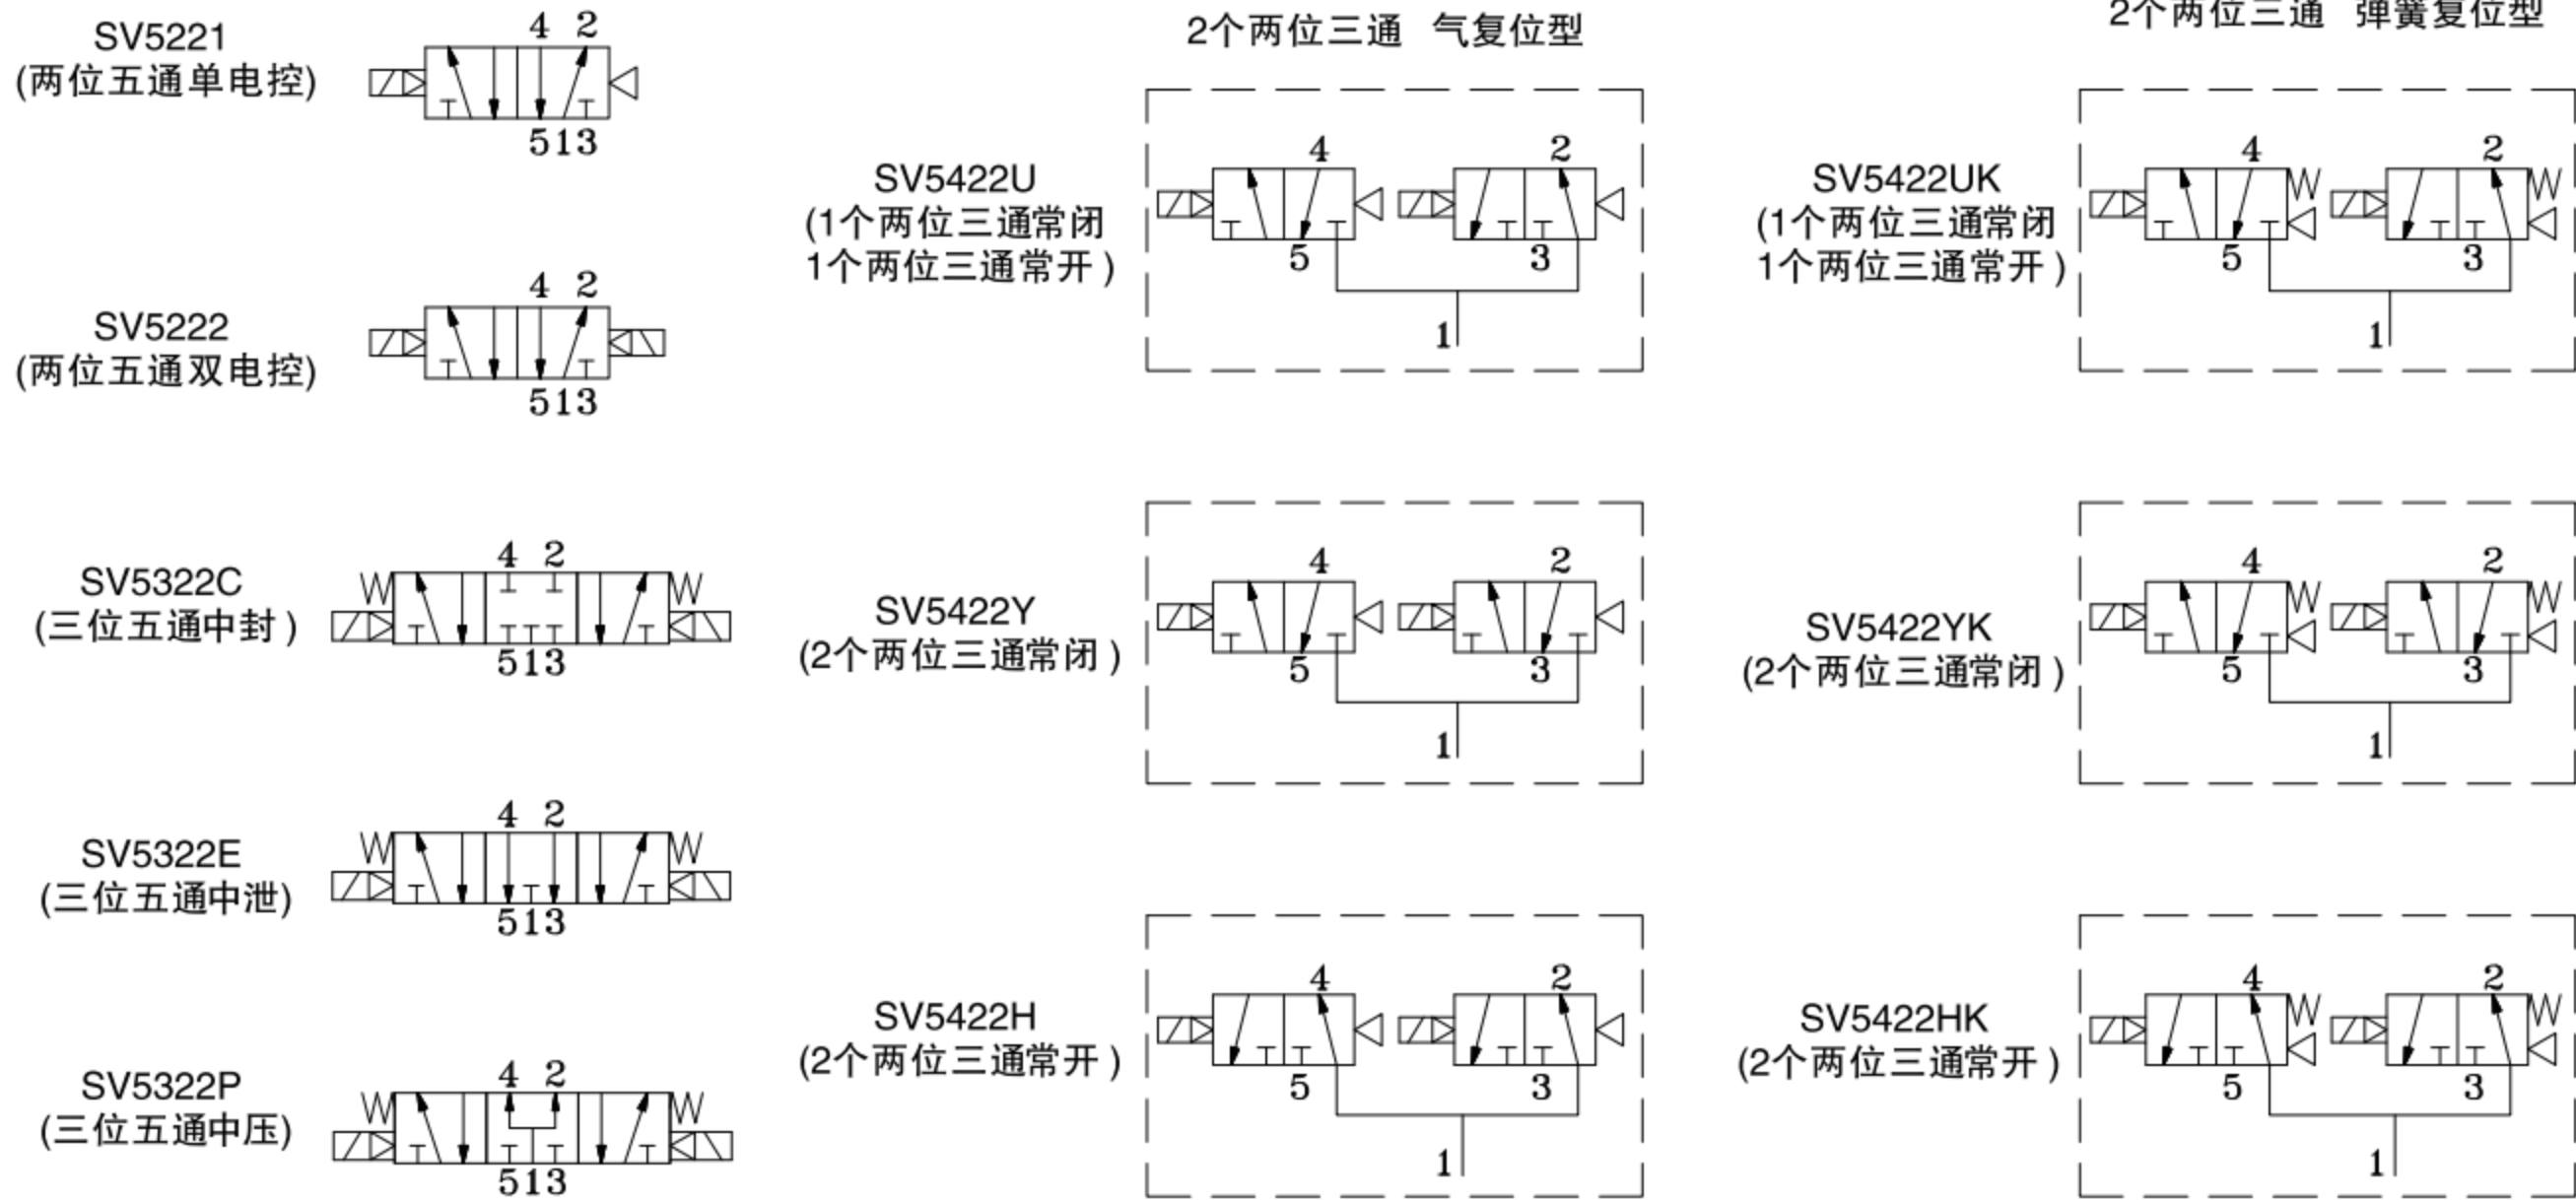 SV5221
(两位五通单电控)
4 2
513
SV5222
(两位五通双电控)
4 2
513
SV5322C
(三位五通中封)
4 2
513
SV5322E
(三位五通中泄)
4 2
513
SV5322P
(三位五通中压)
4 2
513
2个两位三通 气复位型
SV5422U
(1个两位三通常闭
1个两位三通常开)
4
2
5
3
1
SV5422Y
(2个两位三通常闭)
4
2
5
3
1
SV5422H
(2个两位三通常开)
4
2
5
3
1
2个两位三通 弹簧复位型
SV5422UK
(1个两位三通常闭
1个两位三通常开)
4
2
5
3
1
SV5422YK
(2个两位三通常闭)
4
2
5
3
1
SV5422HK
(2个两位三通常开)
4
2
5
3
1